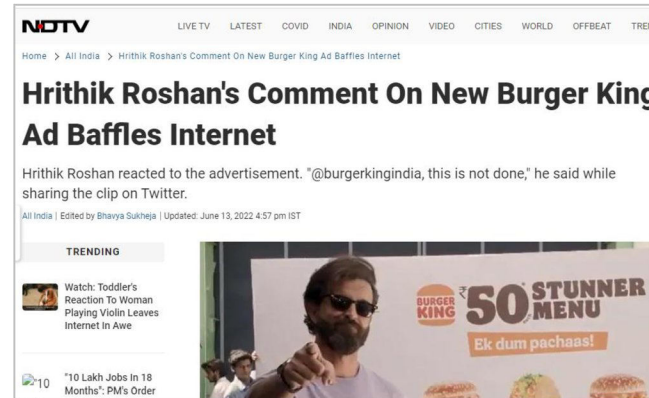 NDTV
LIVE TV LATEST COVID INDIA OPINION VIDEO CITIES WORLD OFFBEAT
Home > All India > Hrithik Roshan's Comment On New Burger King Ad Baffles Internet
Hrithik Roshan's Comment On New Burger King
Ad Baffles Internet
Hrithik Roshan reacted to the advertisement. "@burgerkingindia, this is not done," he said while
sharing the clip on Twitter.
All India | Edited by Bhavya Sukheja | Updated: June 13, 2022 4:57 pm IST
TRENDING
Watch: Toddler's
Reaction To Woman
Playing Violin Leaves
Internet In Awe
"10
"10 Lakh Jobs In 18
Months": PM's Order
BURGER
KING
₹50 STUNNER
MENU
Ek dum pachaas!